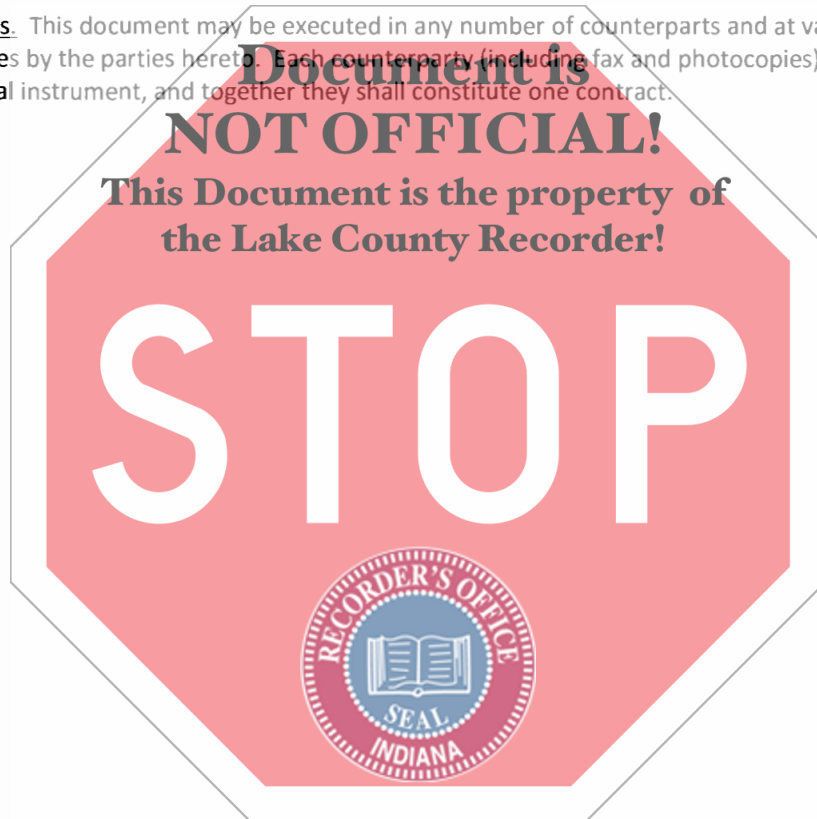 s. This document may be executed in any number of counterparts and at va
es by the parties hereto. Each counterparty (including fax and photocopies)
al instrument, and together they shall constitute one contract.
Document is
NOT OFFICIAL!
This Document is the property of
the Lake County Recorder!
STOP
RECORDER'S OFFICE
SEAL
INDIANA